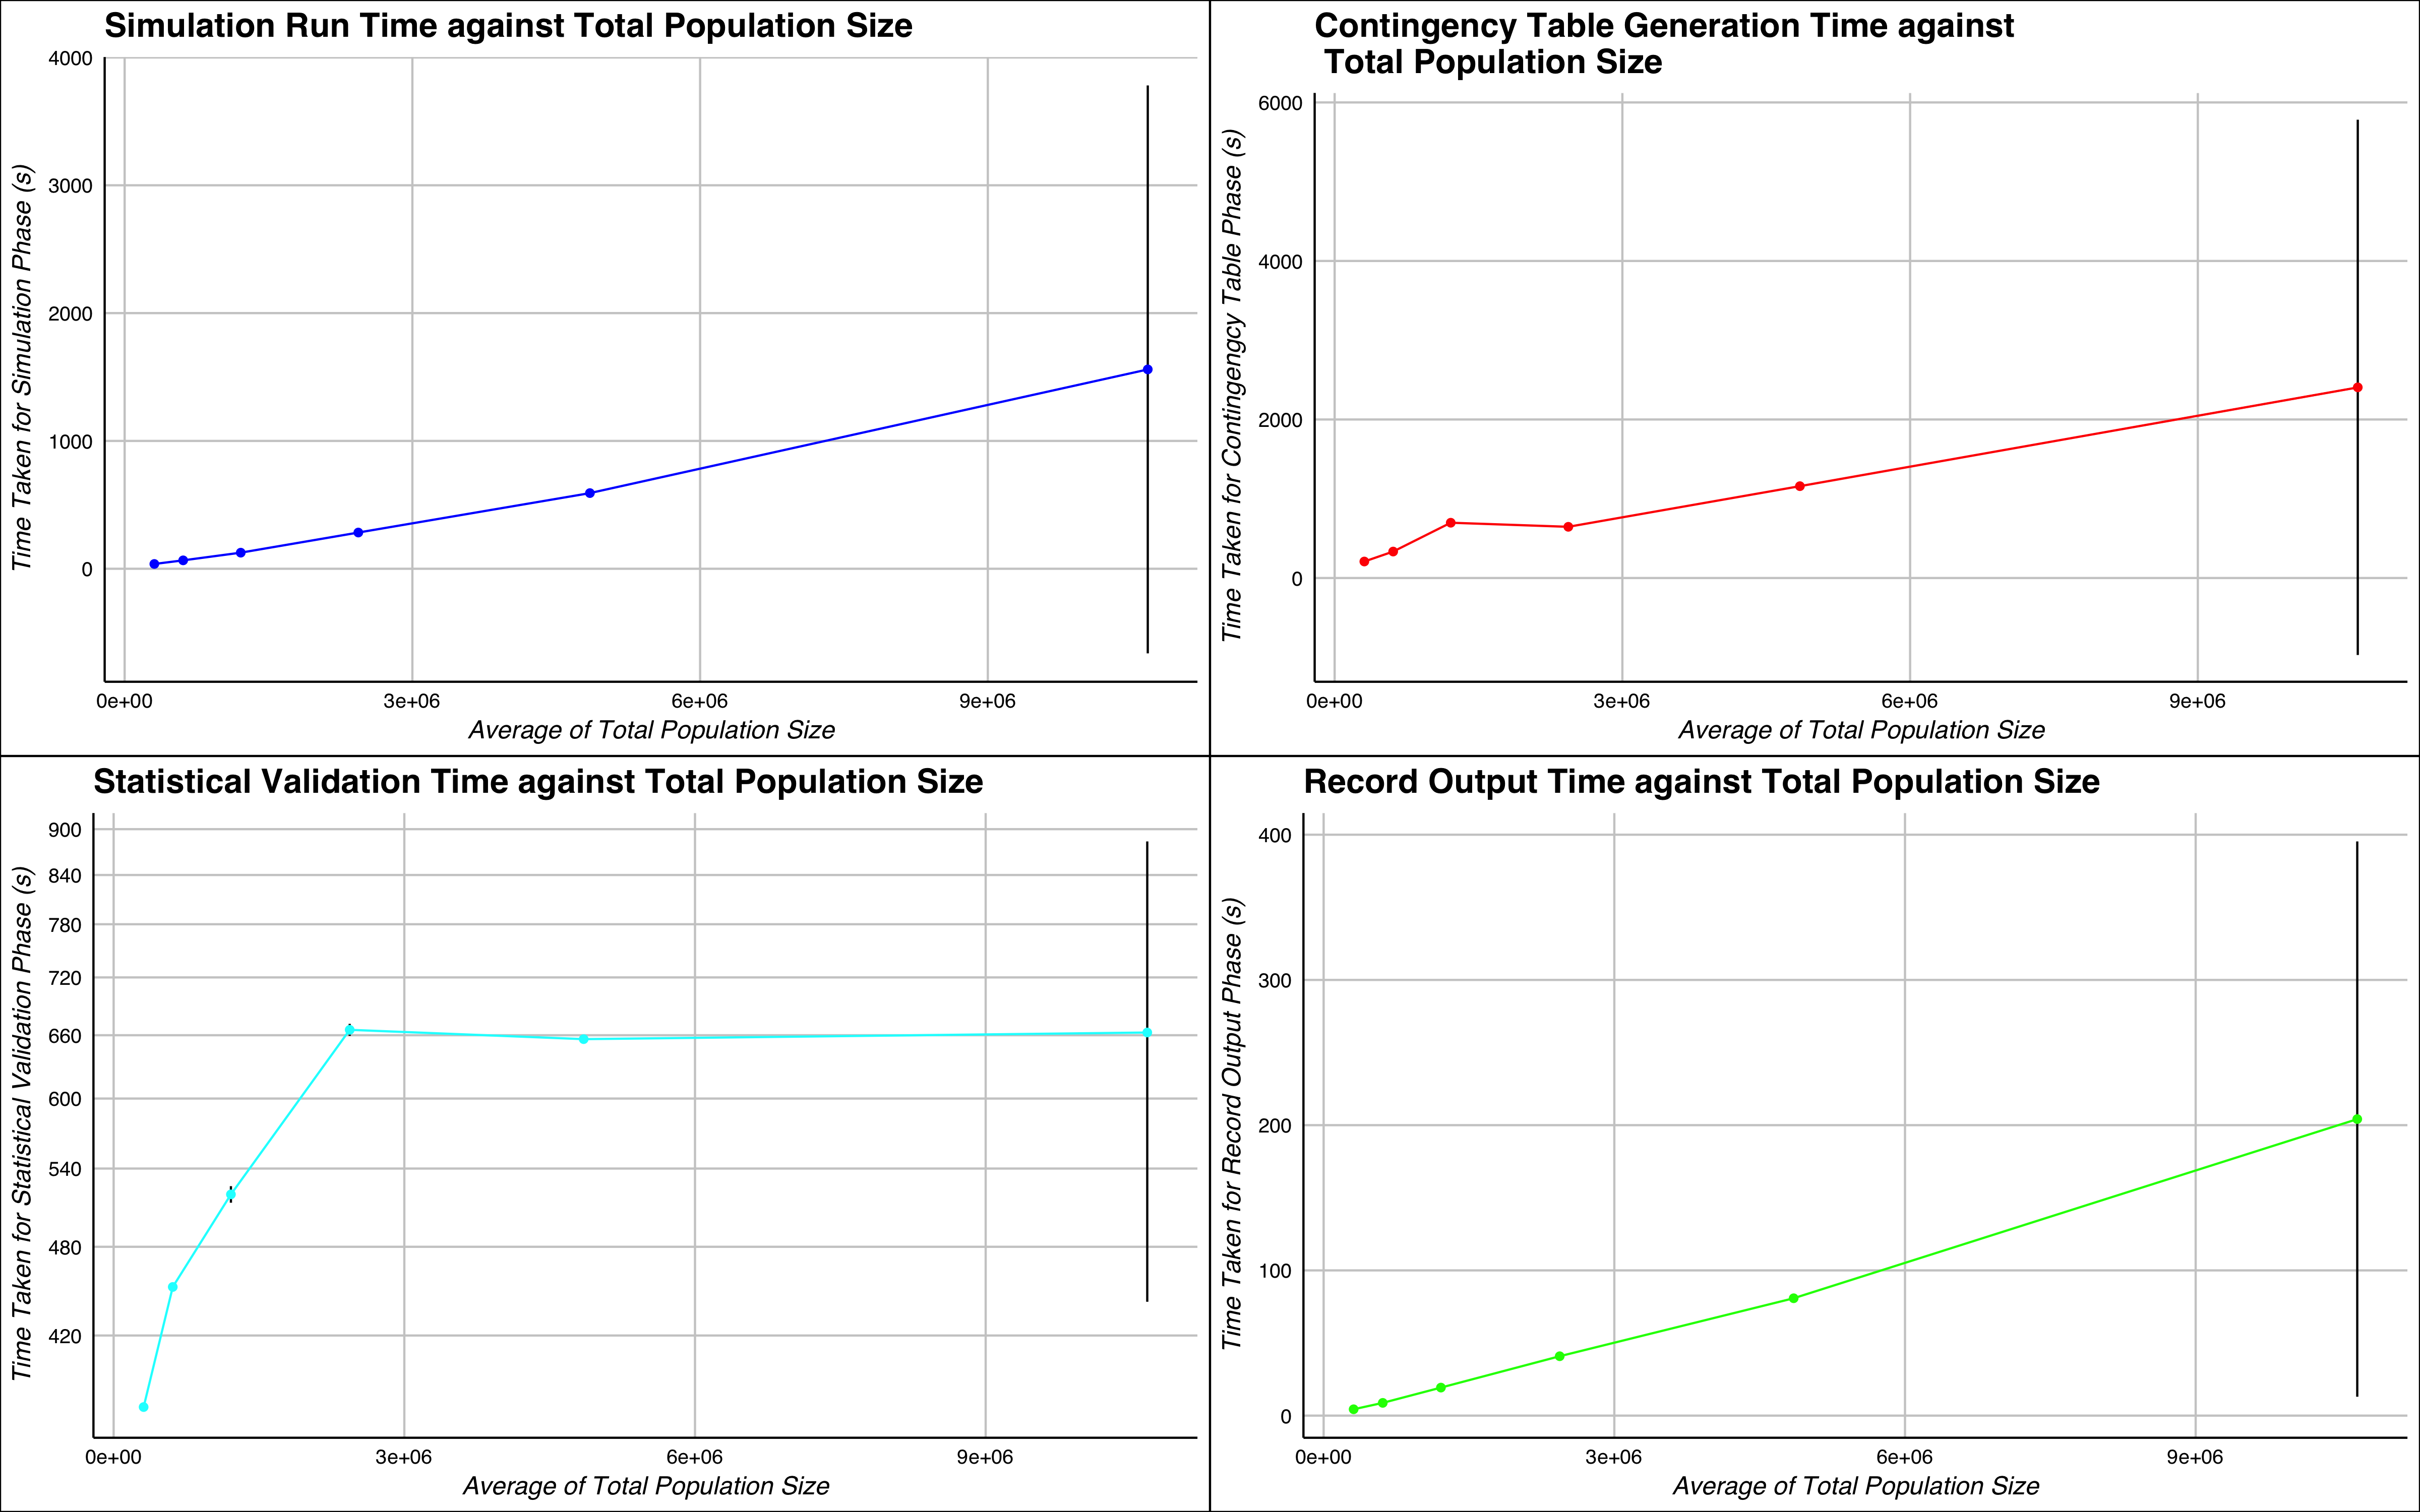 Simulation Run Time against Total Population Size
Time Taken for Simulation Phase (s)
4000
3000
2000
1000
0
0e+00 3e+06 6e+06 9e+06
Average of Total Population Size
Contingency Table Generation Time against
Total Population Size
Time Taken for Contingengcy Table Phase (s)
6000
4000
2000
0
0e+00 3e+06 6e+06 9e+06
Average of Total Population Size
Statistical Validation Time against Total Population Size
Time Taken for Statistical Validation Phase (s)
900
840
780
720
660
600
540
480
420
0e+00 3e+06 6e+06 9e+06
Average of Total Population Size
Record Output Time against Total Population Size
Time Taken for Record Output Phase (s)
400
300
200
100
0
0e+00 3e+06 6e+06 9e+06
Average of Total Population Size